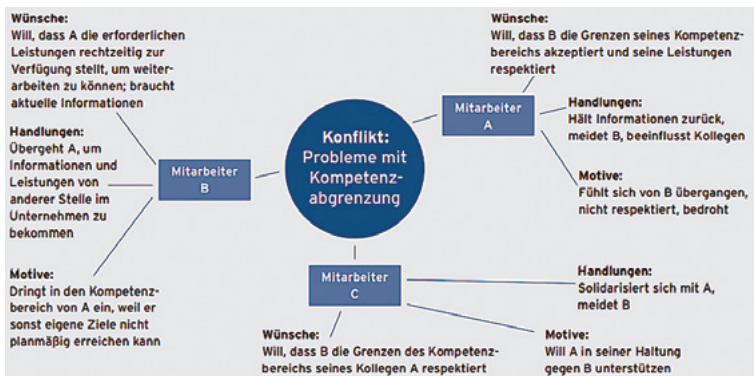 Wünsche:
Will, dass A die erforderlichen
Leistungen rechtzeitig zur
Verfügung stellt, um weiter-
arbeiten zu können; braucht
aktuelle Informationen
Handlungen:
Übergeht A, um
Informationen und
Leistungen von
anderer Stelle im
Unternehmen zu
bekommen
Motive:
Dringt in den Kompetenz-
bereich von A ein, weil er
sonst eigene Ziele nicht
planmäßig erreichen kann
Mitarbeiter
B
Konflikt:
Probleme mit
Kompetenz-
abgrenzung
Wünsche:
Will, dass B die Grenzen seines Kompetenz-
bereichs akzeptiert und seine Leistungen
respektiert
Mitarbeiter
A
Handlungen:
Hält Informationen zurück,
meidet B, beeinflusst Kollegen
Motive:
Fühlt sich von B übergangen,
nicht respektiert, bedroht
Mitarbeiter
C
Handlungen:
Solidarisiert sich mit A,
meidet B
Wünsche:
Will, dass B die Grenzen des Kompetenz-
bereichs seines Kollegen A respektiert
Motive:
Will A in seiner Haltung
gegen B unterstützen